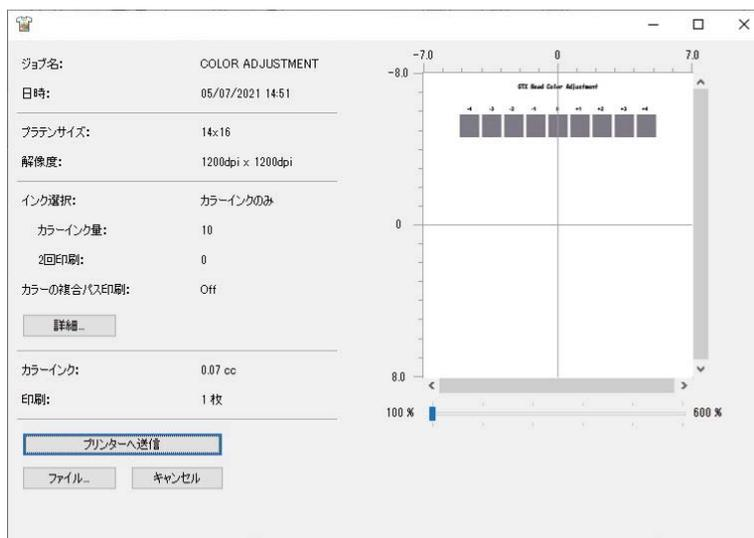 ジョブ名: COLOR ADJUSTMENT
日時: 05/07/2021 14:51
プラテンサイズ: 14×16
解像度: 1200dpi × 1200dpi
インク選択: カラーインクのみ
カラーインク量: 10
2回印刷: 0
カラーの複合パス印刷: Off
詳細...
カラーインク: 0.07 cc
印刷: 1 枚
プリンターへ送信
ファイル... キャンセル
-7.0 0 7.0
-8.0
GTX Head Color Adjustment
-4 -3 -2 -1 0 +1 +2 +3 +4
0
8.0
100 % 600 %